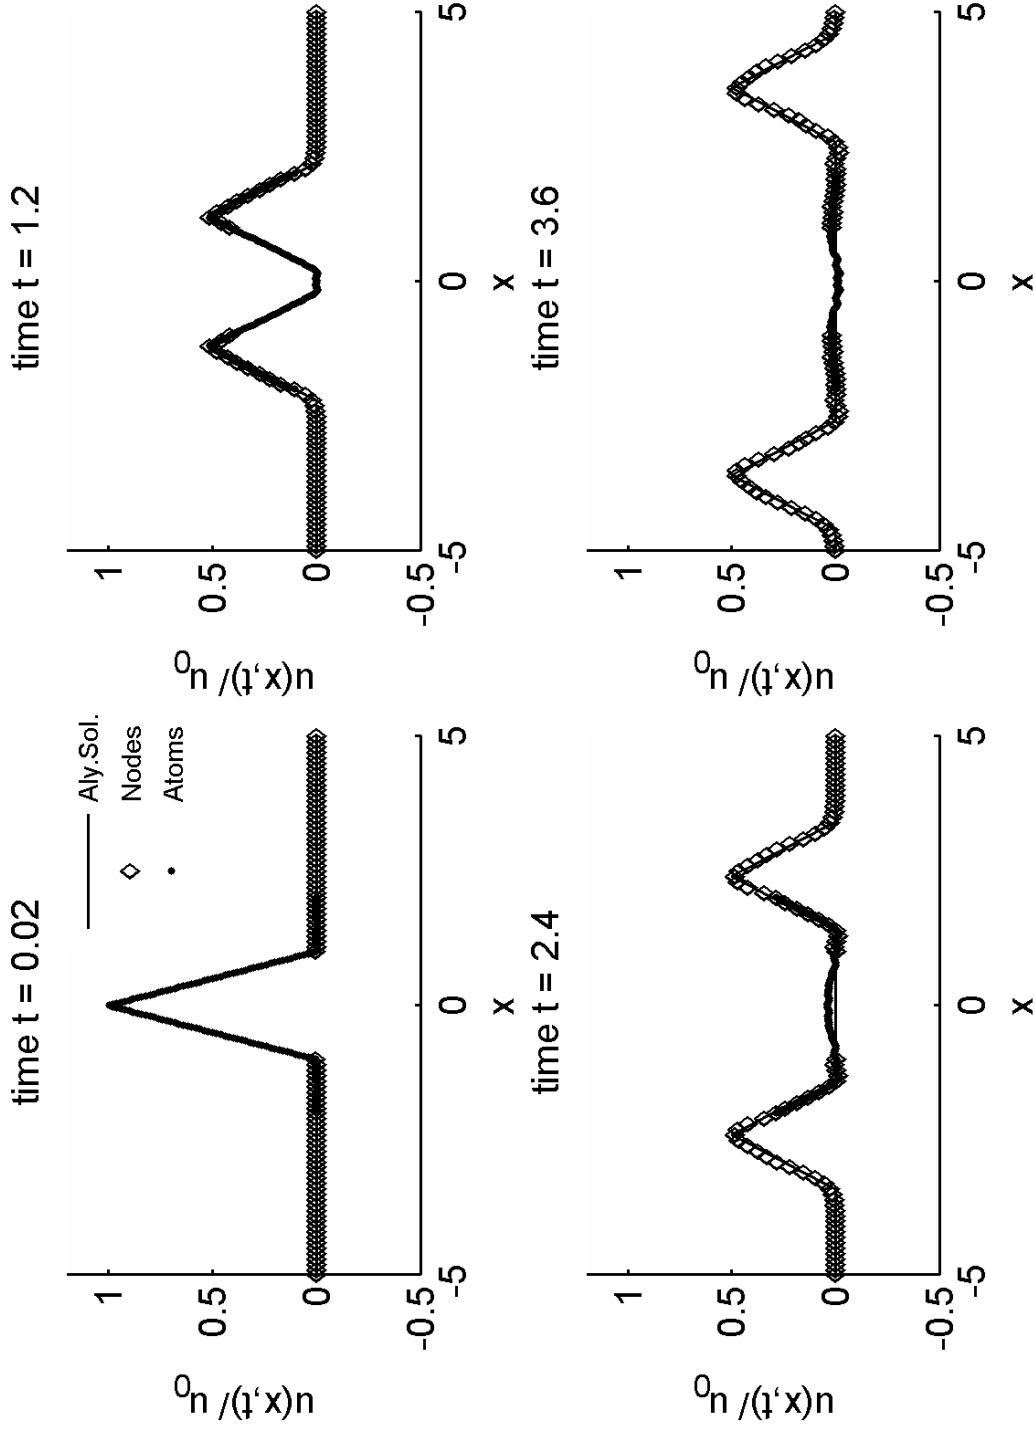 time t = 0.02
Aly.Sol.
Nodes
Atoms
u(x,t)/ u0
1
0.5
0
-0.5
-5
0
5
x
time t = 1.2
u(x,t)/ u0
1
0.5
0
-0.5
-5
0
5
x
time t = 2.4
u(x,t)/ u0
1
0.5
0
-0.5
-5
0
5
x
time t = 3.6
u(x,t)/ u0
1
0.5
0
-0.5
-5
0
5
x